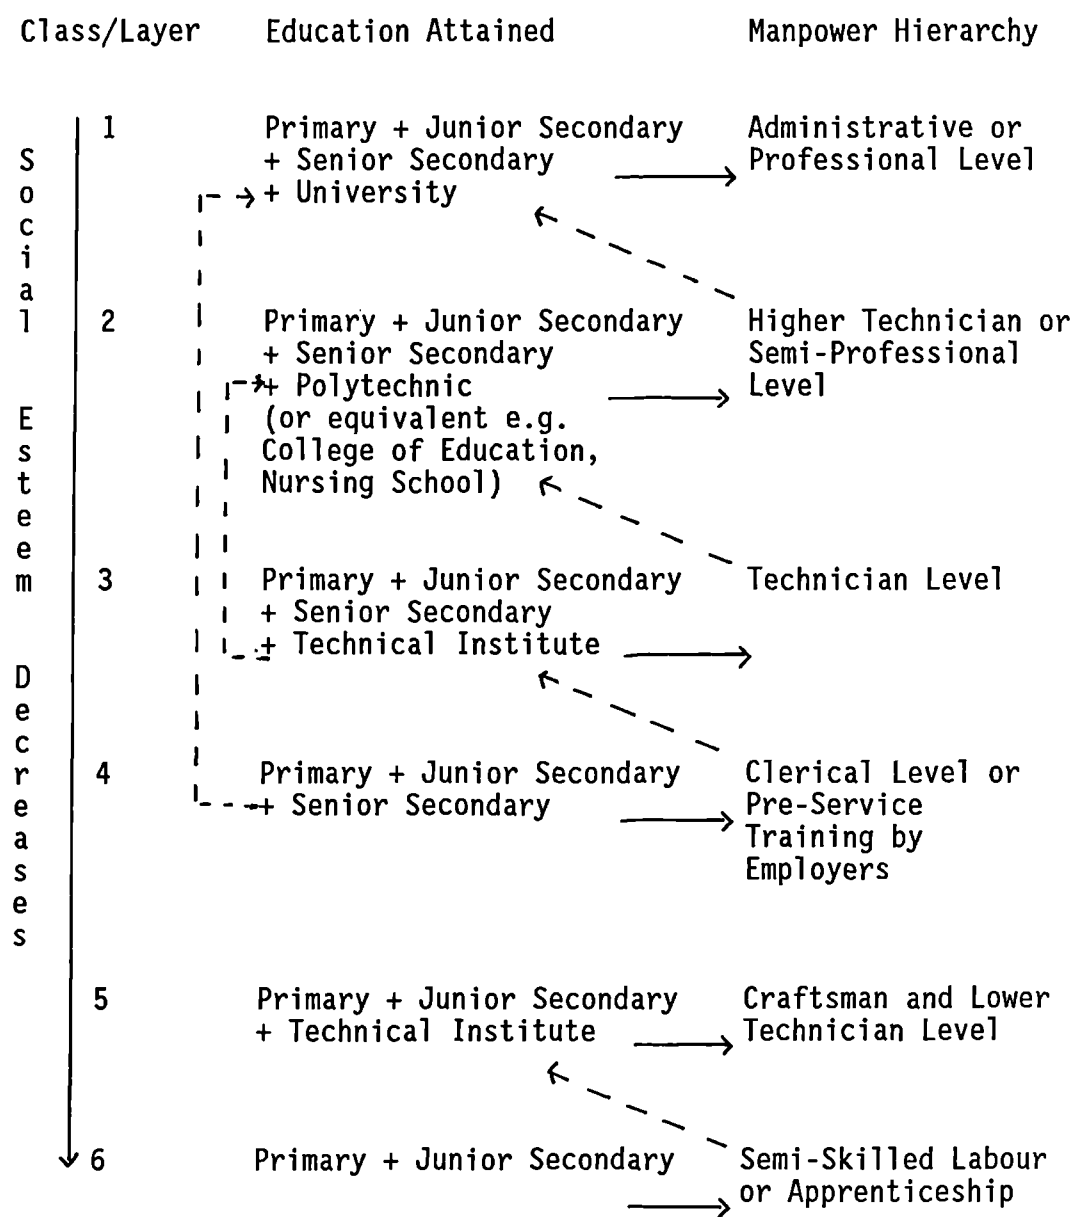 Class/Layer Education Attained Manpower Hierarchy
Social Esteem Decreases
1 Primary + Junior Secondary Administrative or
+ Senior Secondary Professional Level
+ University
2 Primary + Junior Secondary Higher Technician or
+ Senior Secondary Semi-Professional
+ Polytechnic Level
(or equivalent e.g.
College of Education,
Nursing School)
3 Primary + Junior Secondary Technician Level
+ Senior Secondary
+ Technical Institute
4 Primary + Junior Secondary Clerical Level or
+ Senior Secondary Pre-Service
Training by
Employers
5 Primary + Junior Secondary Craftsman and Lower
+ Technical Institute Technician Level
6 Primary + Junior Secondary Semi-Skilled Labour
or Apprenticeship